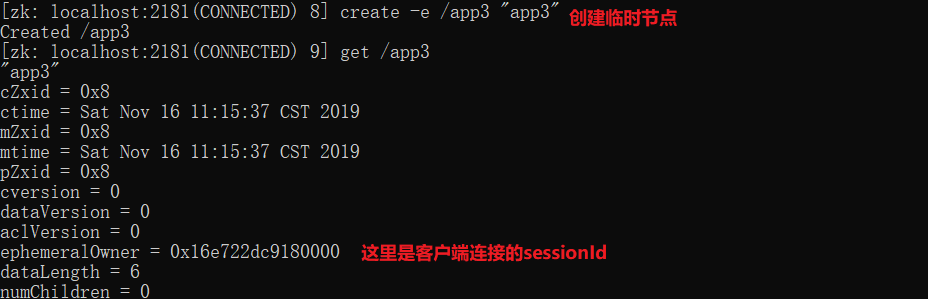 [zk: localhost:2181(CONNECTED) 8] create -e /app3 "app3" 创建临时节点
Created /app3
[zk: localhost:2181(CONNECTED) 9] get /app3
"app3"
cZxid = 0x8
ctime = Sat Nov 16 11:15:37 CST 2019
mZxid = 0x8
mtime = Sat Nov 16 11:15:37 CST 2019
pZxid = 0x8
cversion = 0
dataVersion = 0
aclVersion = 0
ephemeralOwner = 0x16e722dc9180000 这里是客户端连接的sessionId
dataLength = 6
numChildren = 0